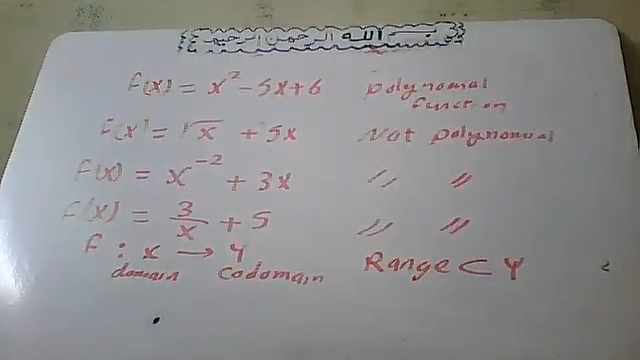 بسم الله الرحمن الرحيم
f(x) = x² - 5x + 6 polynomial
function
f(x) = √x + 5x Not polynomial
f(x) = x⁻² + 3x // //
f(x) = 3/x + 5 // //
f : x → y
domain codomain Range ⊂ y